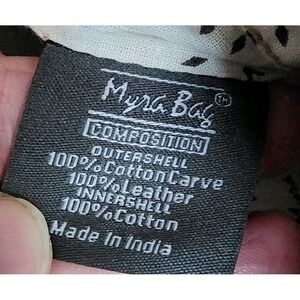 Myra Bag™
COMPOSITION
OUTERSHELL
100%CottonCarve
100%Leather
INNERSHELL
100%Cotton
Made In India